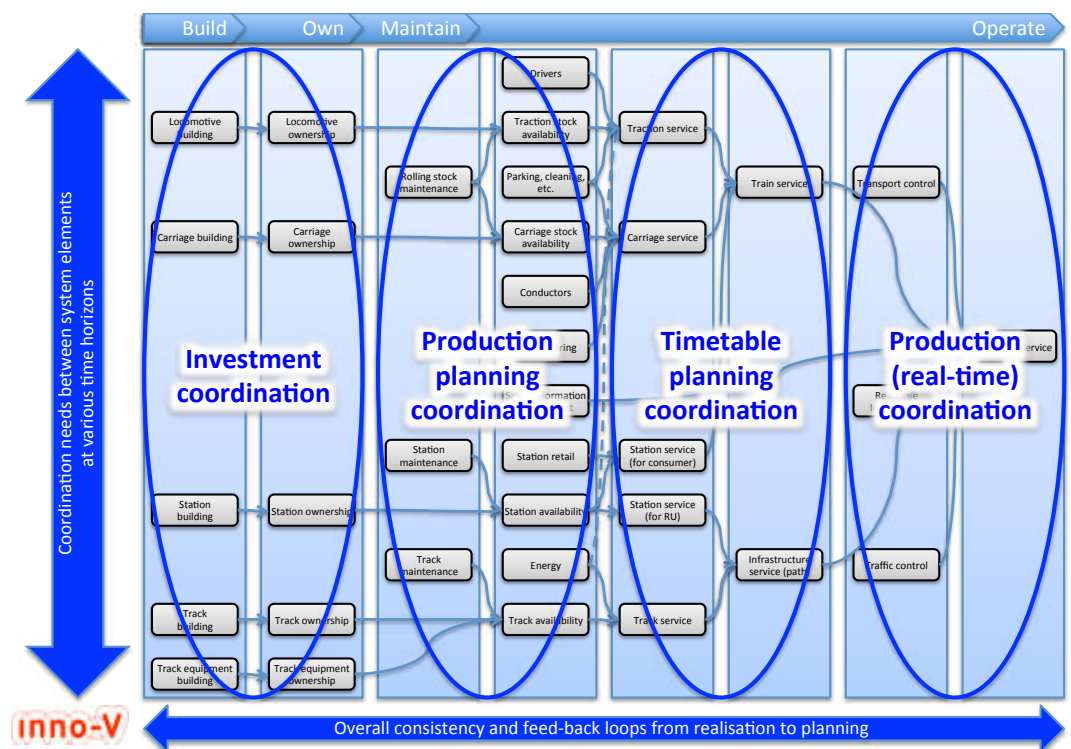 Build
Own
Maintain
Operate
Coordination needs between system elements
at various time horizons
Drivers
Locomotive
building
Locomotive
ownership
Traction stock
availability
Traction service
Rolling stock
maintenance
Parking, cleaning,
etc.
Train service
Transport control
Carriage building
Carriage
ownership
Carriage stock
availability
Carriage service
Conductors
Investment
coordination
Production
planning
coordination
Timetable
planning
coordination
Production
(real-time)
coordination
service
Station
maintenance
Station retail
Station service
(for consumer)
Station
building
Station ownership
Station availability
Station service
(for RU)
Track
maintenance
Energy
Infrastructure
service (path)
Traffic control
Track
building
Track ownership
Track availability
Track service
Track equipment
building
Track equipment
ownership
inno-V
Overall consistency and feed-back loops from realisation to planning